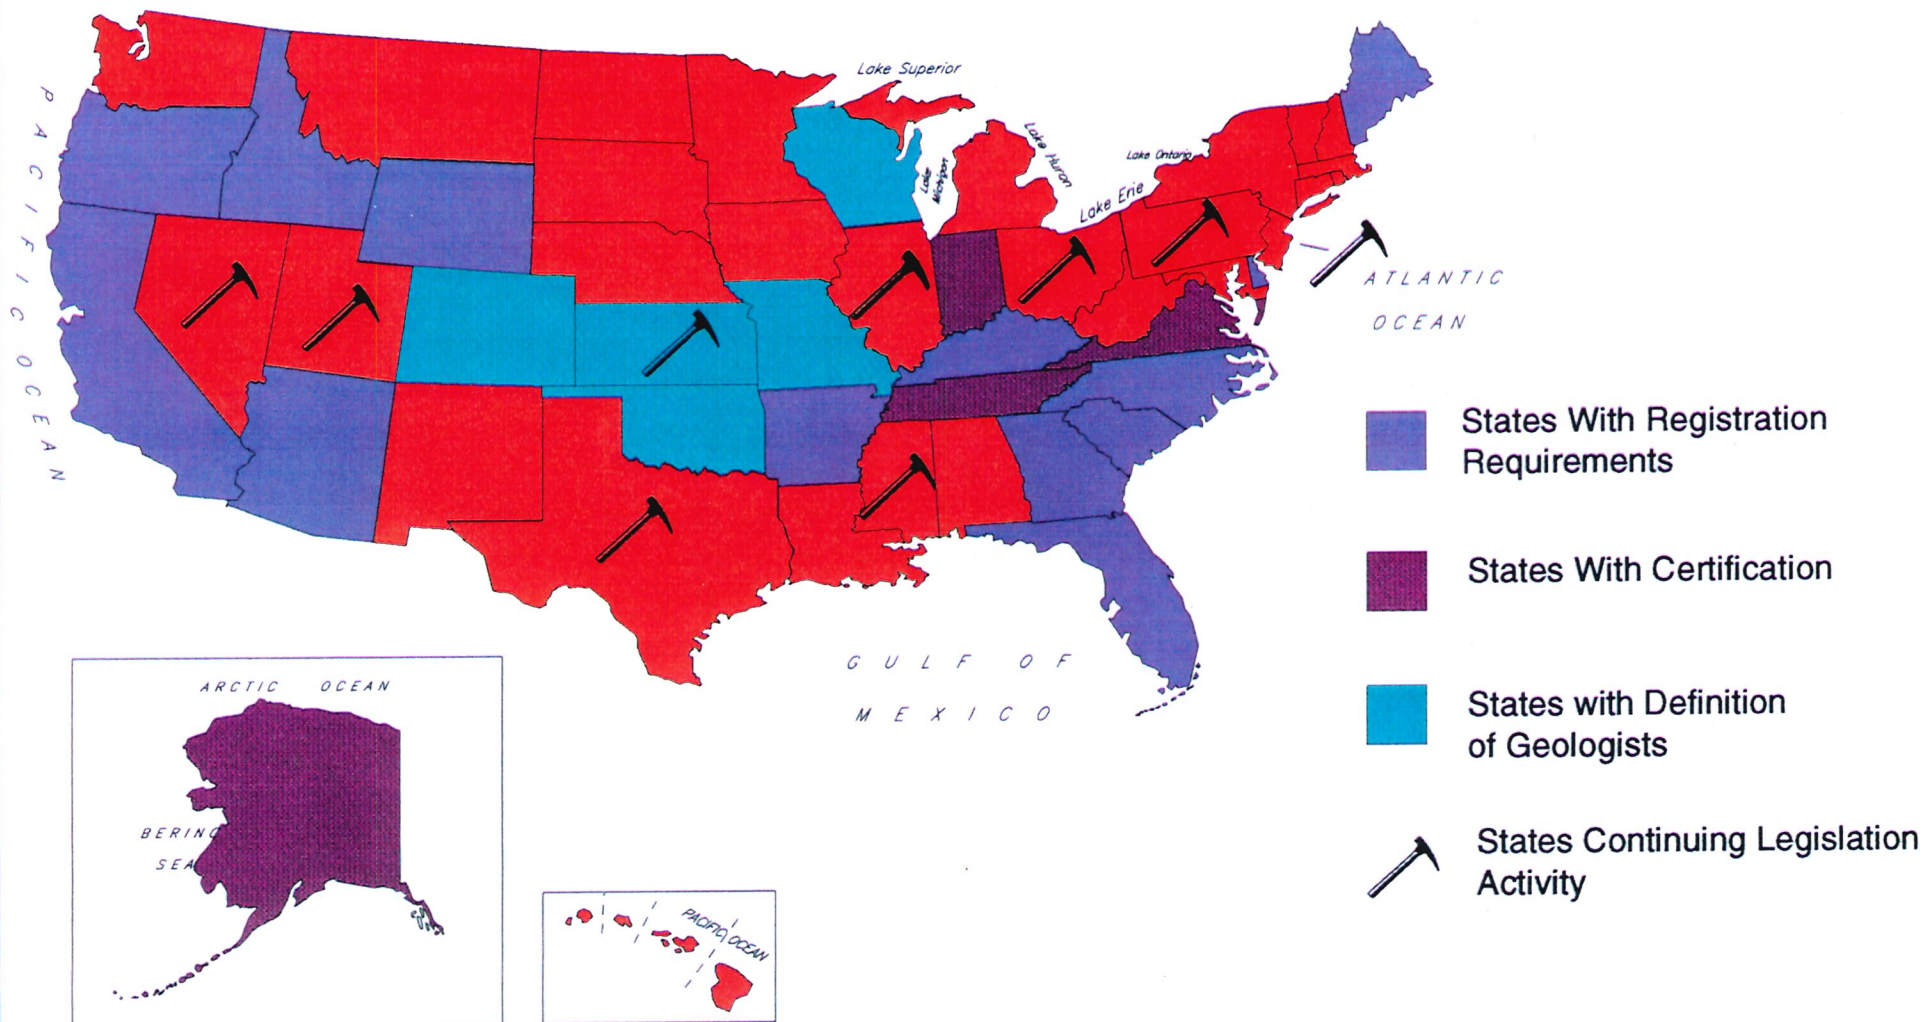 Lake Superior
Lake Huron
Lake
Michigan
Lake Ontario
Lake Erie
PACIFIC OCEAN
ATLANTIC
OCEAN
States With Registration
Requirements
States With Certification
GULF OF
MEXICO
ARCTIC OCEAN
States with Definition
of Geologists
BERING
SEA
States Continuing Legislation
Activity
PACIFIC OCEAN